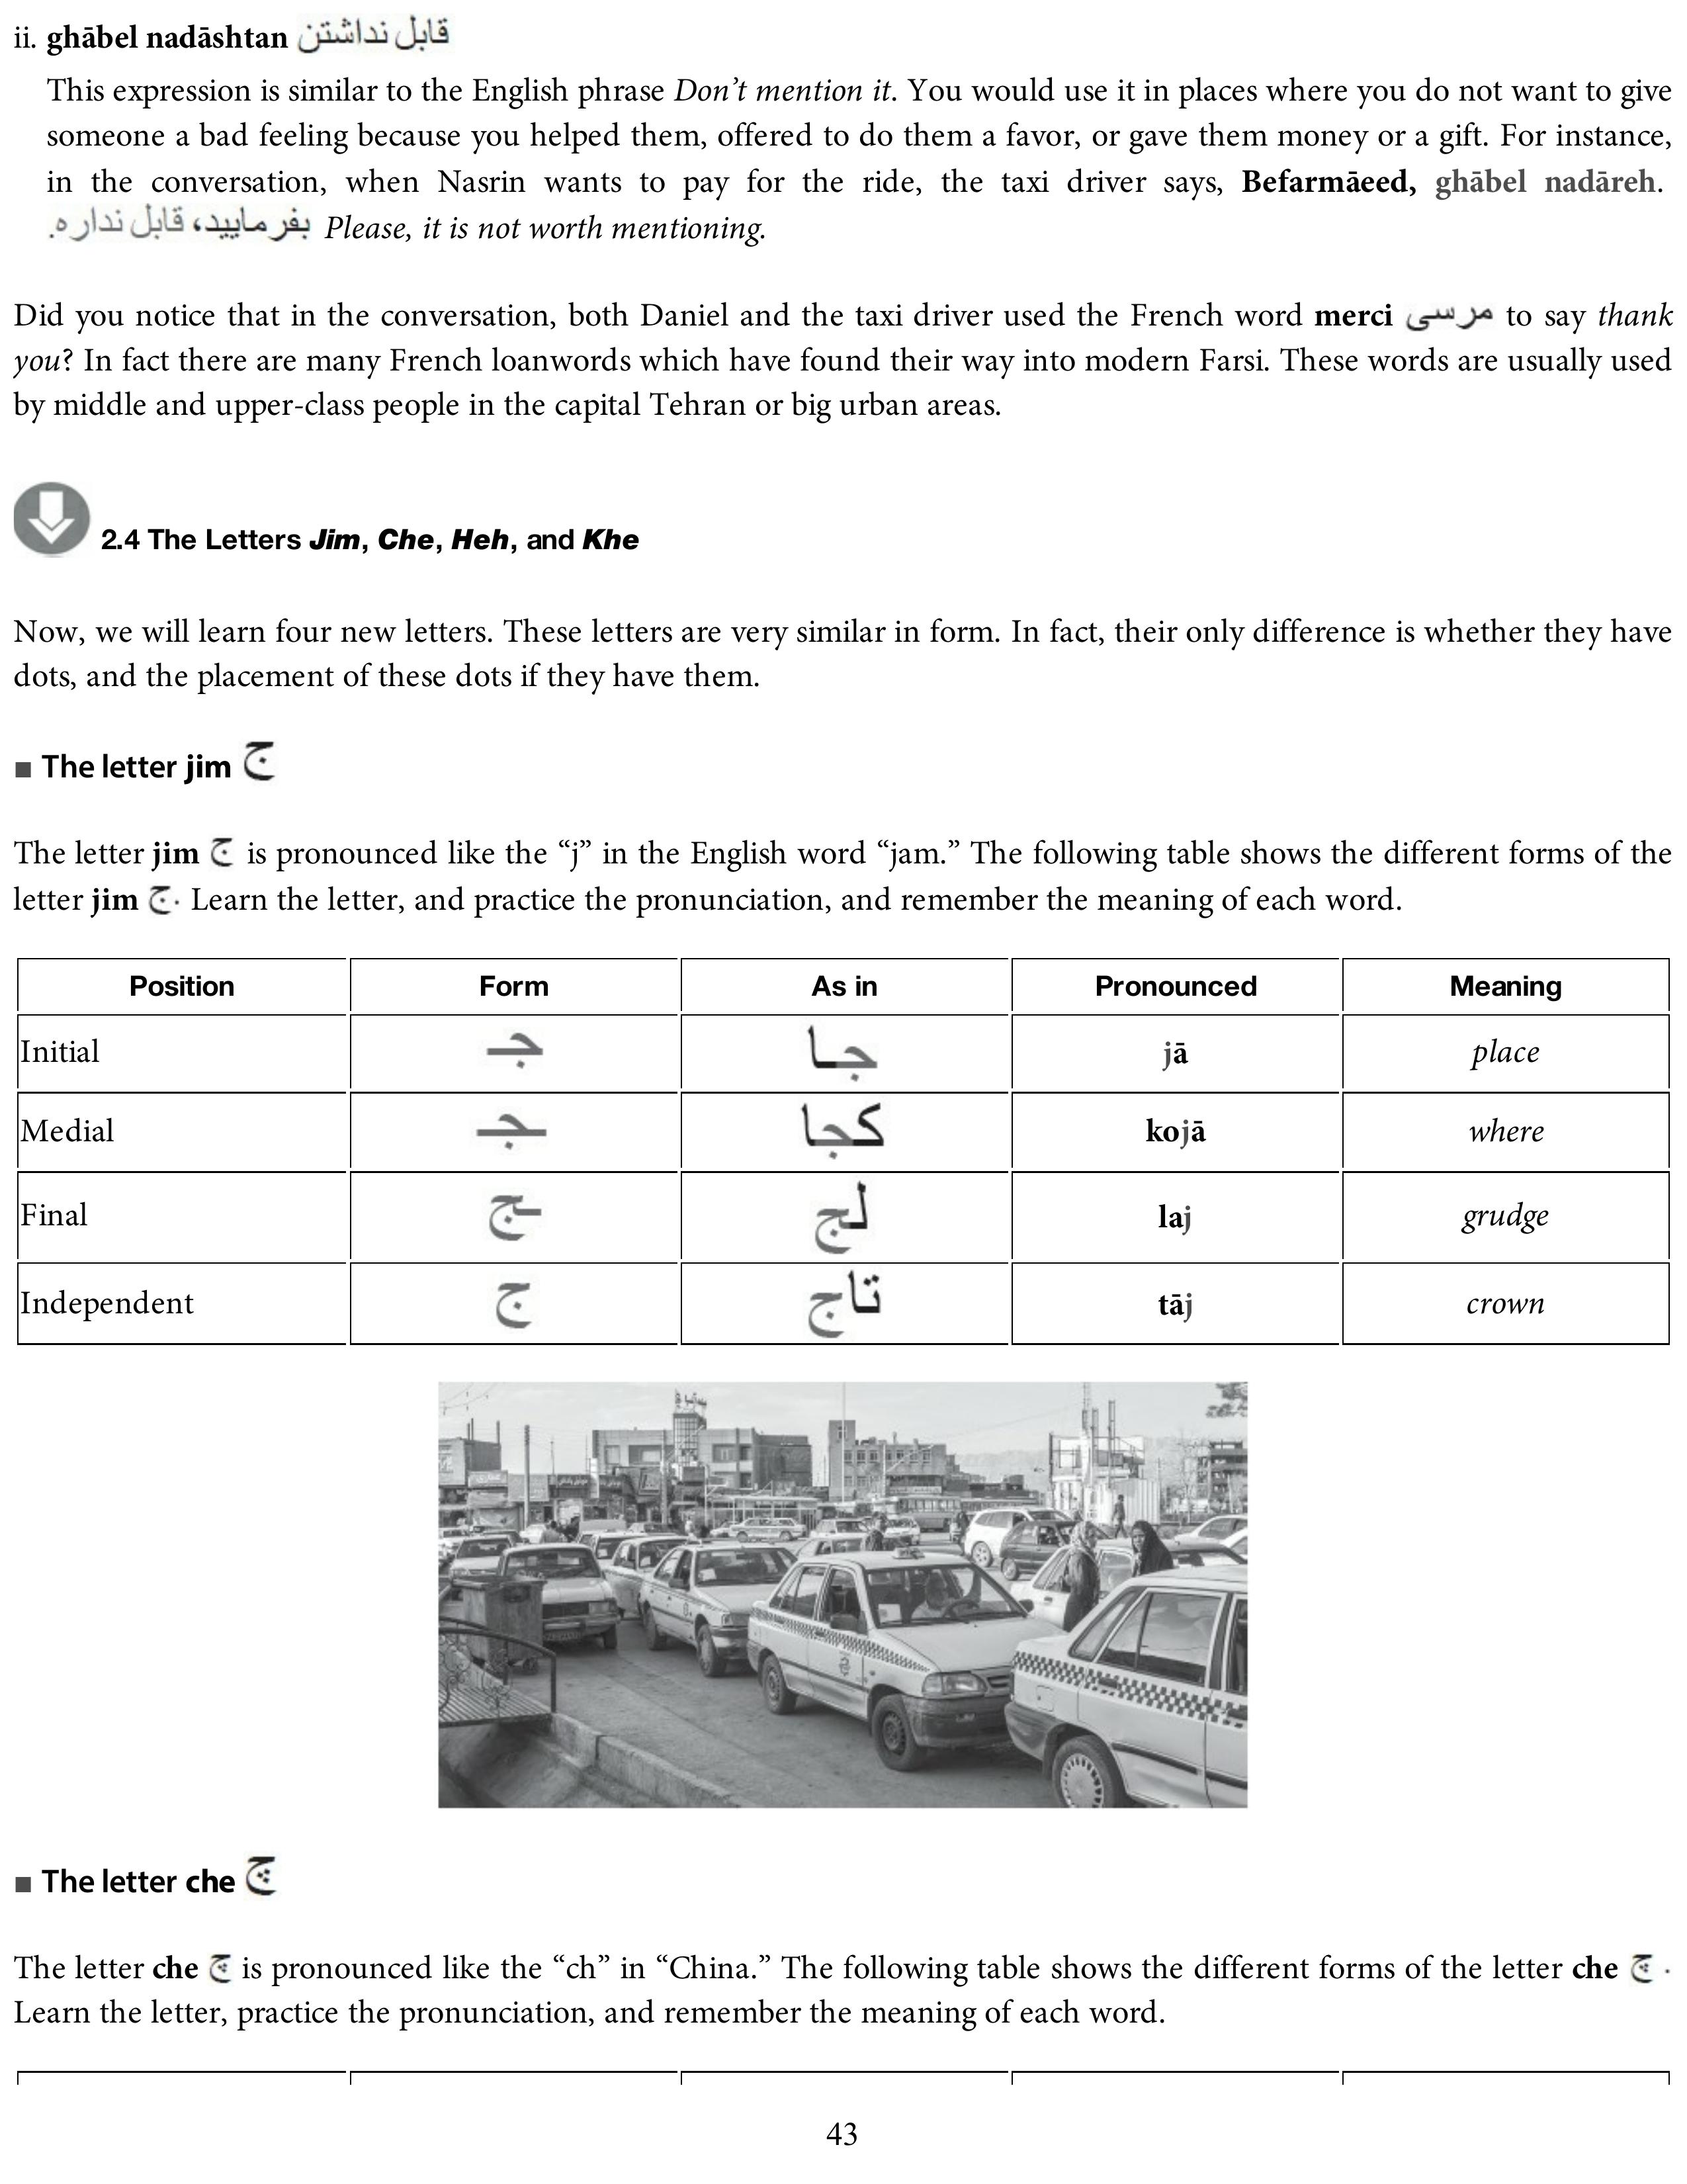 ii. ghābel nadāshtan قابل نداشتن
This expression is similar to the English phrase Don’t mention it. You would use it in places where you do not want to give
someone a bad feeling because you helped them, offered to do them a favor, or gave them money or a gift. For instance,
in the conversation, when Nasrin wants to pay for the ride, the taxi driver says, Befarmāeed, ghābel nadāreh.
بفرمایید، قابل نداره. Please, it is not worth mentioning.
Did you notice that in the conversation, both Daniel and the taxi driver used the French word merci مرسی to say thank
you? In fact there are many French loanwords which have found their way into modern Farsi. These words are usually used
by middle and upper-class people in the capital Tehran or big urban areas.
2.4 The Letters Jim, Che, Heh, and Khe
Now, we will learn four new letters. These letters are very similar in form. In fact, their only difference is whether they have
dots, and the placement of these dots if they have them.
■ The letter jim ج
The letter jim ج is pronounced like the “j” in the English word “jam.” The following table shows the different forms of the
letter jim ج. Learn the letter, and practice the pronunciation, and remember the meaning of each word.
Position Form As in Pronounced Meaning
Initial جـ جا jā place
Medial ـجـ کجا kojā where
Final ـج لج laj grudge
Independent ج تاج tāj crown
■ The letter che چ
The letter che چ is pronounced like the “ch” in “China.” The following table shows the different forms of the letter che چ.
Learn the letter, practice the pronunciation, and remember the meaning of each word.
43